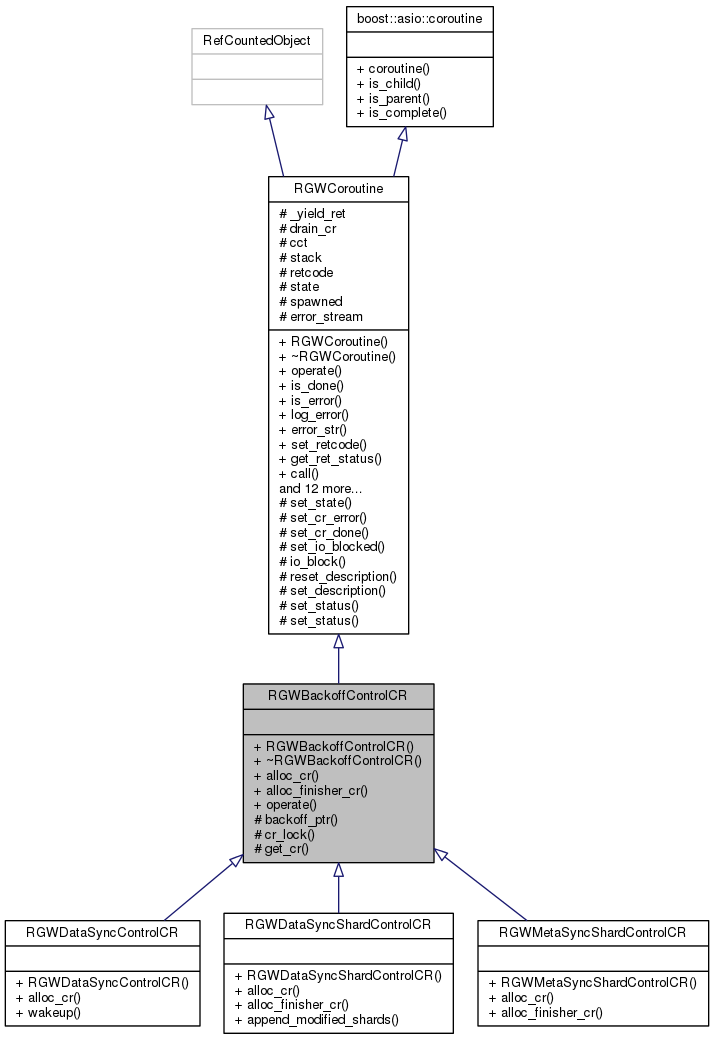 RefCountedObject
boost::asio::coroutine
+ coroutine()
+ is_child()
+ is_parent()
+ is_complete()
RGWCoroutine
# _yield_ret
# drain_cr
# cct
# stack
# retcode
# state
# spawned
# error_stream
+ RGWCoroutine()
+ ~RGWCoroutine()
+ operate()
+ is_done()
+ is_error()
+ log_error()
+ error_str()
+ set_retcode()
+ get_ret_status()
+ call()
and 12 more...
# set_state()
# set_cr_error()
# set_cr_done()
# set_io_blocked()
# io_block()
# reset_description()
# set_description()
# set_status()
# set_status()
RGWBackoffControlCR
+ RGWBackoffControlCR()
+ ~RGWBackoffControlCR()
+ alloc_cr()
+ alloc_finisher_cr()
+ operate()
# backoff_ptr()
# cr_lock()
# get_cr()
RGWDataSyncControlCR
+ RGWDataSyncControlCR()
+ alloc_cr()
+ wakeup()
RGWDataSyncShardControlCR
+ RGWDataSyncShardControlCR()
+ alloc_cr()
+ alloc_finisher_cr()
+ append_modified_shards()
RGWMetaSyncShardControlCR
+ RGWMetaSyncShardControlCR()
+ alloc_cr()
+ alloc_finisher_cr()